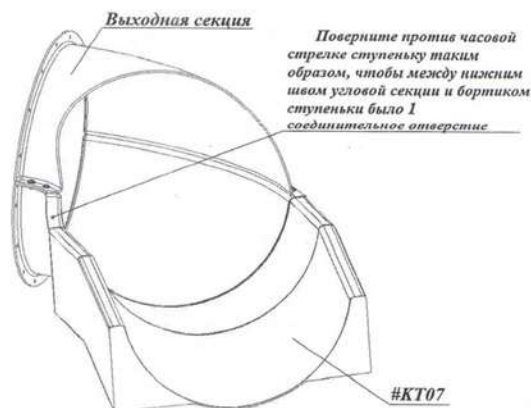 Выходная секция
Поверните против часовой
стрелке ступеньку таким
образом, чтобы между нижним
швом угловой секции и бортиком
ступеньки было 1
соединительное отверстие
#KT07